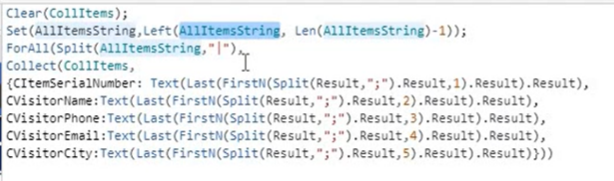 Clear(CollItems);
Set(AllItemsString,Left(AllItemsString, Len(AllItemsString)-1));
ForAll(Split(AllItemsString,"|"),
Collect(CollItems,
{CItemSerialNumber: Text(Last(FirstN(Split(Result,";").Result,1).Result).Result),
CVisitorName:Text(Last(FirstN(Split(Result,";").Result,2).Result).Result),
CVisitorPhone:Text(Last(FirstN(Split(Result,";").Result,3).Result).Result),
CVisitorEmail:Text(Last(FirstN(Split(Result,";").Result,4).Result).Result),
CVisitorCity:Text(Last(FirstN(Split(Result,";").Result,5).Result).Result)}))